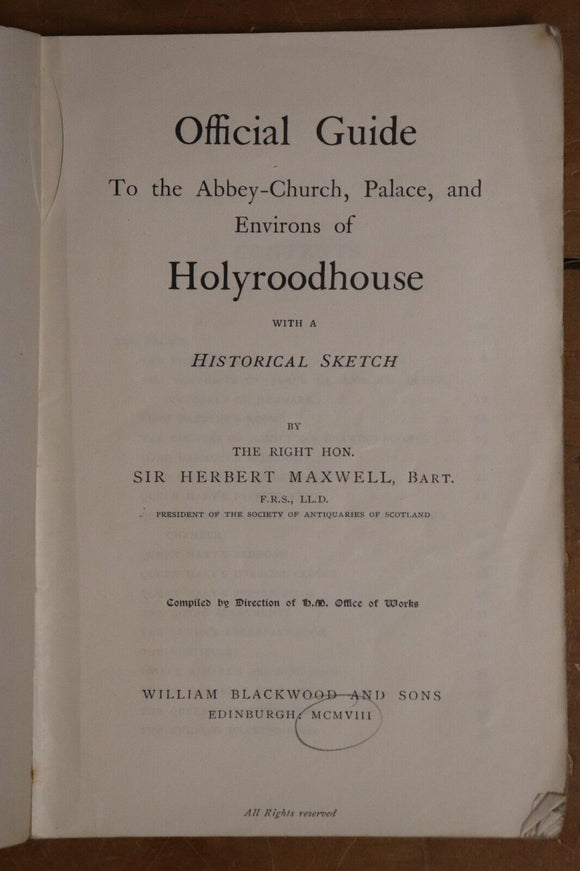 Official Guide
To the Abbey-Church, Palace, and
Environs of
Holyroodhouse
WITH A
HISTORICAL SKETCH
BY
THE RIGHT HON.
SIR HERBERT MAXWELL, BART.
F.R.S., LL.D.
PRESIDENT OF THE SOCIETY OF ANTIQUARIES OF SCOTLAND
Compiled by Direction of H.M. Office of Works
WILLIAM BLACKWOOD AND SONS
EDINBURGH: MCMVIII
All Rights reserved